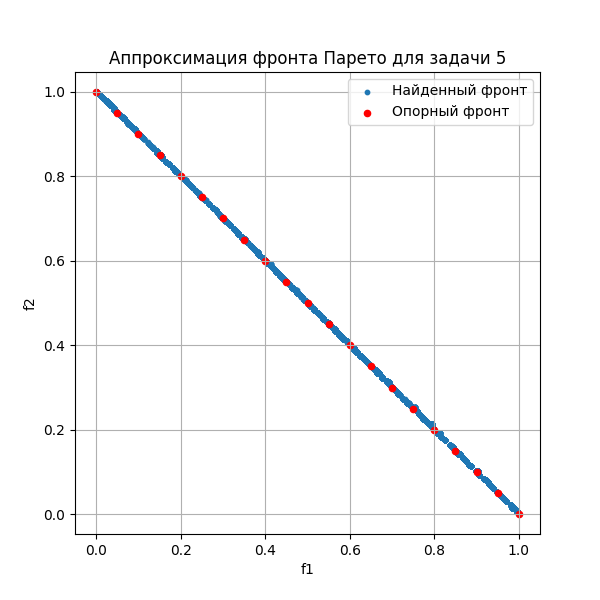 Аппроксимация фронта Парето для задачи 5
Найденный фронт
Опорный фронт
1.0
0.8
0.6
0.4
0.2
0.0
f2
0.0 0.2 0.4 0.6 0.8 1.0
f1